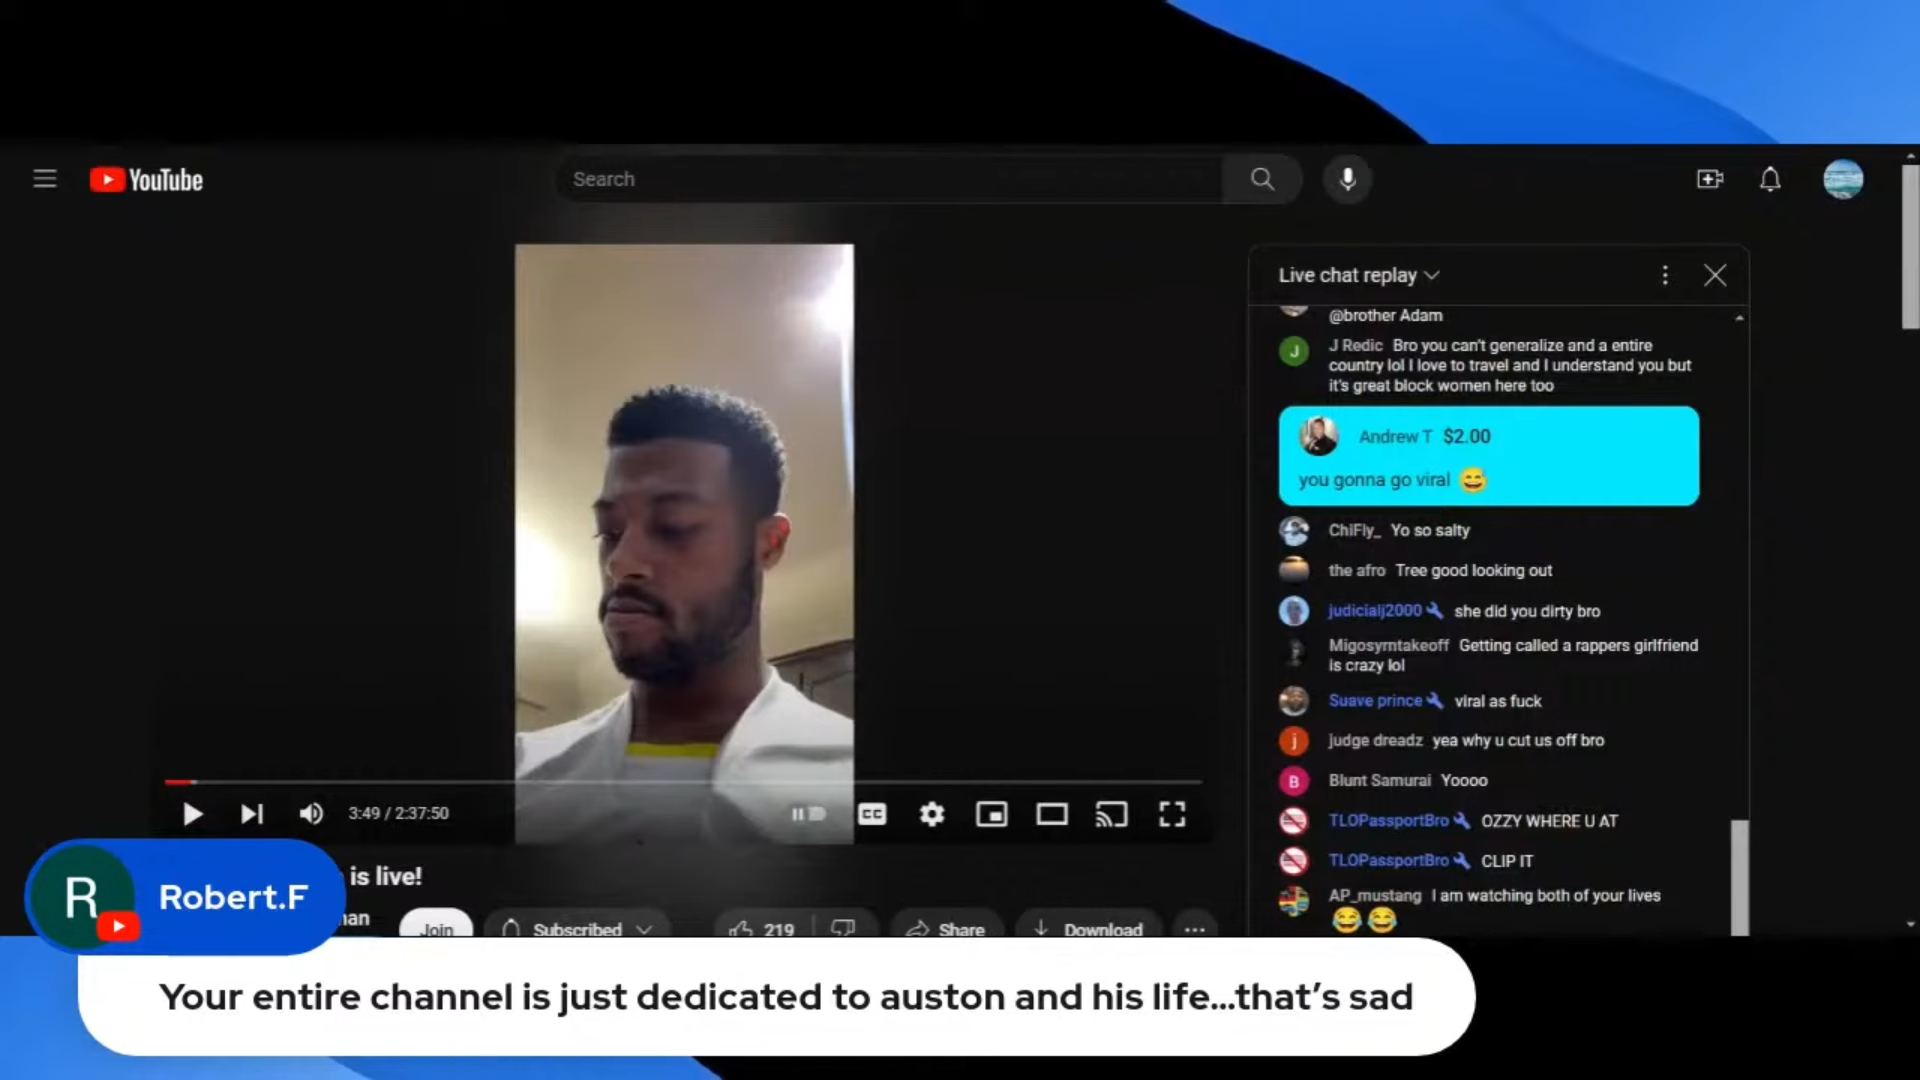 YouTube
Search
Live chat replay
@brother Adam
J
J Redic Bro you can't generalize and a entire
country lol I love to travel and I understand you but
it's great block women here too
Andrew T $2.00
you gonna go viral 😅
ChiFly_ Yo so salty
the afro Tree good looking out
judicialj2000 she did you dirty bro
Migosyrntakeoff Getting called a rappers girlfriend
is crazy lol
Suave prince viral as fuck
j
judge dreadz yea why u cut us off bro
B
Blunt Samurai Yoooo
TLOPassportBro OZZY WHERE U AT
TLOPassportBro CLIP IT
AP_mustang I am watching both of your lives
😂😂
3:49 / 2:37:50
CC
is live!
R
Robert.F
Join
Subscribed
219
Share
Download
Your entire channel is just dedicated to auston and his life...that's sad